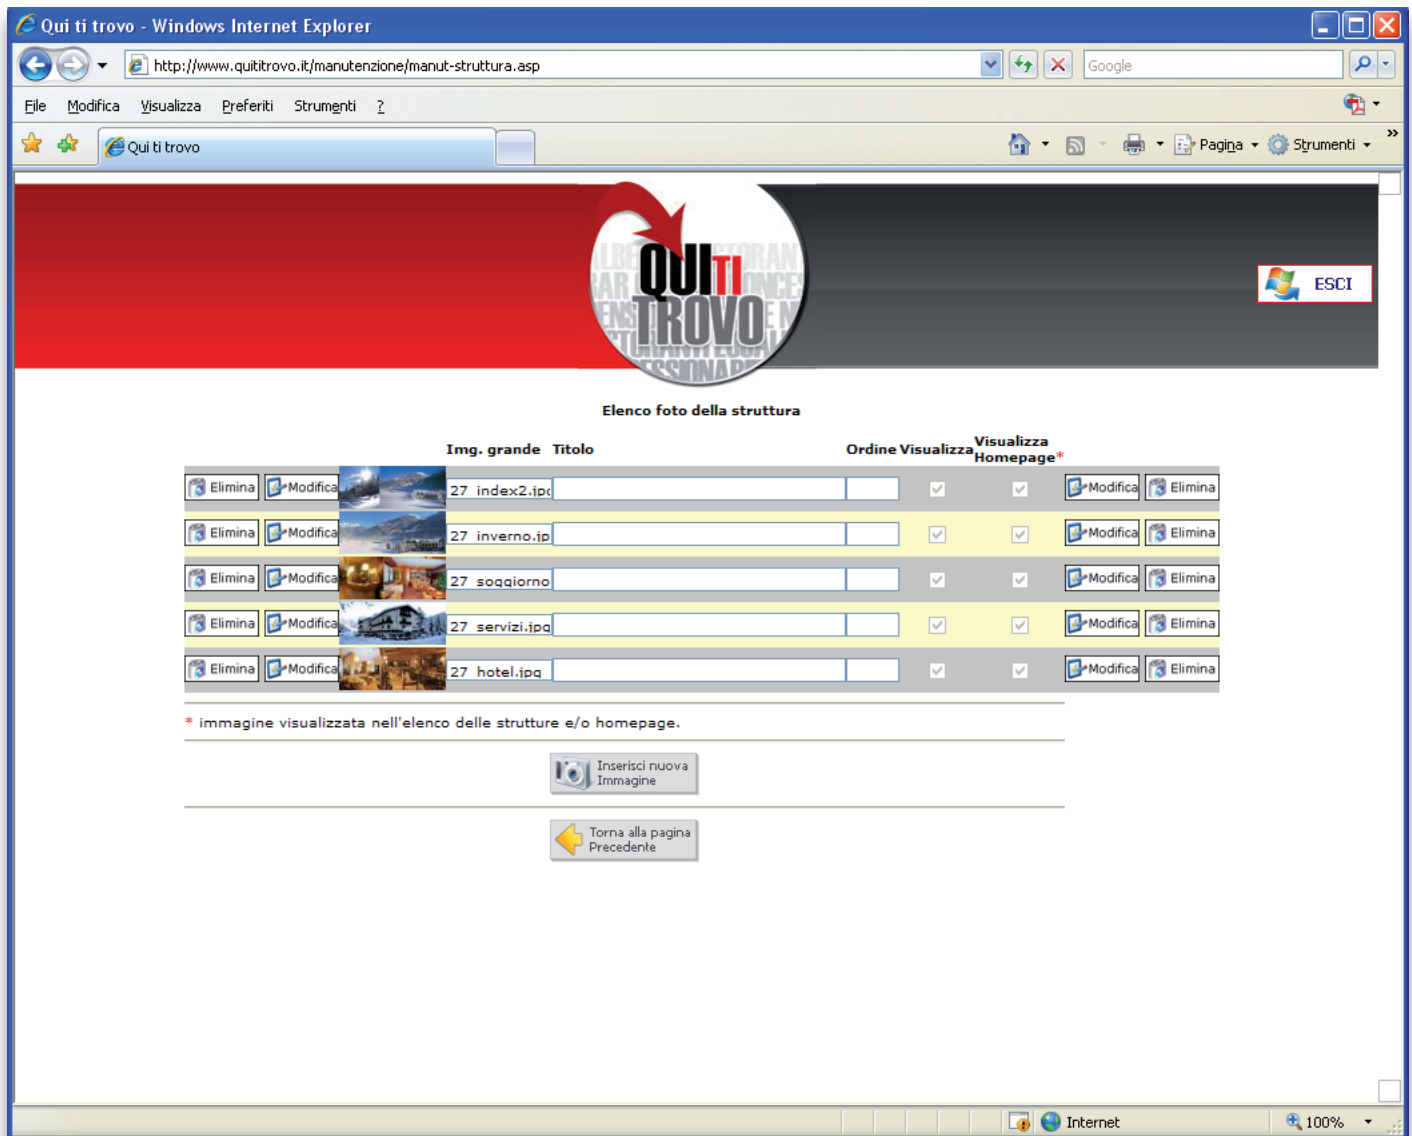 Qui ti trovo - Windows Internet Explorer
http://www.quititrovo.it/manutenzione/manut-struttura.asp
Google
File Modifica Visualizza Preferiti Strumenti ?
Qui ti trovo
Pagina Strumenti »
QUI TI
TROVO
ESCI
Elenco foto della struttura
Img. grande Titolo Ordine Visualizza Visualizza Homepage*
Elimina Modifica 27_index2.jpg Modifica Elimina
Elimina Modifica 27_inverno.jp Modifica Elimina
Elimina Modifica 27_soggiorno Modifica Elimina
Elimina Modifica 27_servizi.jpg Modifica Elimina
Elimina Modifica 27_hotel.jpg Modifica Elimina
* immagine visualizzata nell'elenco delle strutture e/o homepage.
Inserisci nuova
Immagine
Torna alla pagina
Precedente
Internet 100%